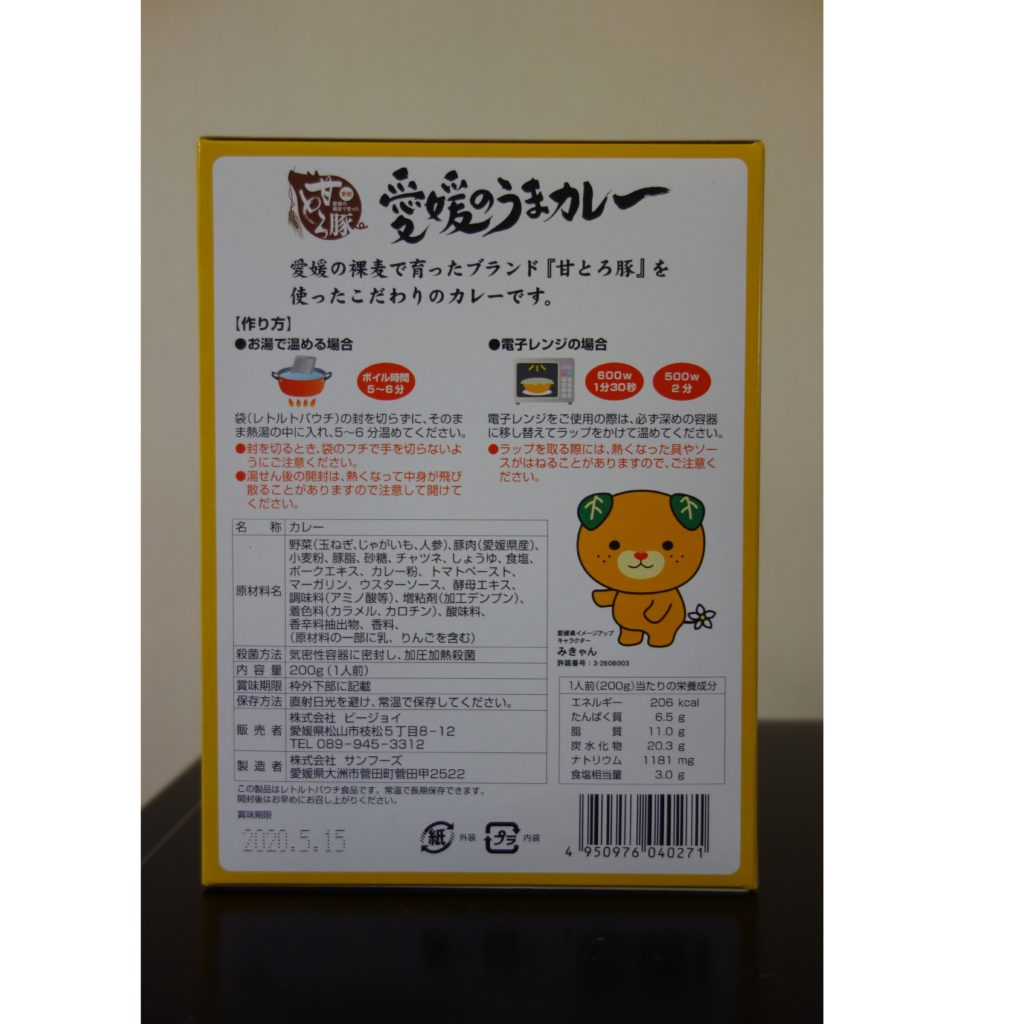 甘とろ豚
愛媛の
裸麦で育った
愛媛のうまカレー
愛媛の裸麦で育ったブランド『甘とろ豚』を
使ったこだわりのカレーです。
【作り方】
●お湯で温める場合
ボイル時間
5〜6分
袋(レトルトパウチ)の封を切らずに、そのま
ま熱湯の中に入れ、5〜6分温めてください。
●封を切るとき、袋のフチで手を切らないよ
うにご注意ください。
●湯せん後の開封は、熱くなって中身が飛び
散ることがありますので注意して開けて
ください。
●電子レンジの場合
600w
1分30秒
500w
2分
電子レンジをご使用の際は、必ず深めの容器
に移し替えてラップをかけて温めてください。
●ラップを取る際には、熱くなった具やソー
スがはねることがありますので、ご注意く
ださい。
名 称 カレー
原材料名 野菜(玉ねぎ、じゃがいも、人参)、豚肉(愛媛県産)、
小麦粉、豚脂、砂糖、チャツネ、しょうゆ、食塩、
ポークエキス、カレー粉、トマトペースト、
マーガリン、ウスターソース、酵母エキス、
調味料(アミノ酸等)、増粘剤(加工デンプン)、
着色料(カラメル、カロチン)、酸味料、
香辛料抽出物、香料、
(原材料の一部に乳、りんごを含む)
殺菌方法 気密性容器に密封し、加圧加熱殺菌
内容量 200g(1人前)
賞味期限 枠外下部に記載
保存方法 直射日光を避け、常温で保存してください。
販売者 株式会社 ビージョイ
愛媛県松山市枝松5丁目8−12
TEL 089−945−3312
製造者 株式会社 サンフーズ
愛媛県大洲市菅田町菅田甲2522
この製品はレトルトパウチ食品です。常温で長期保存できます。
開封後はお早めにお召し上がりください。
賞味期限
2020.5.15
愛媛県イメージアップ
キャラクター
みきゃん
許諾番号:3-2606003
1人前(200g)当たりの栄養成分
エネルギー 206 kcal
たんぱく質 6.5 g
脂 質 11.0 g
炭水化物 20.3 g
ナトリウム 1181 mg
食塩相当量 3.0 g
紙 外装
プラ 内装
4 950976 040271